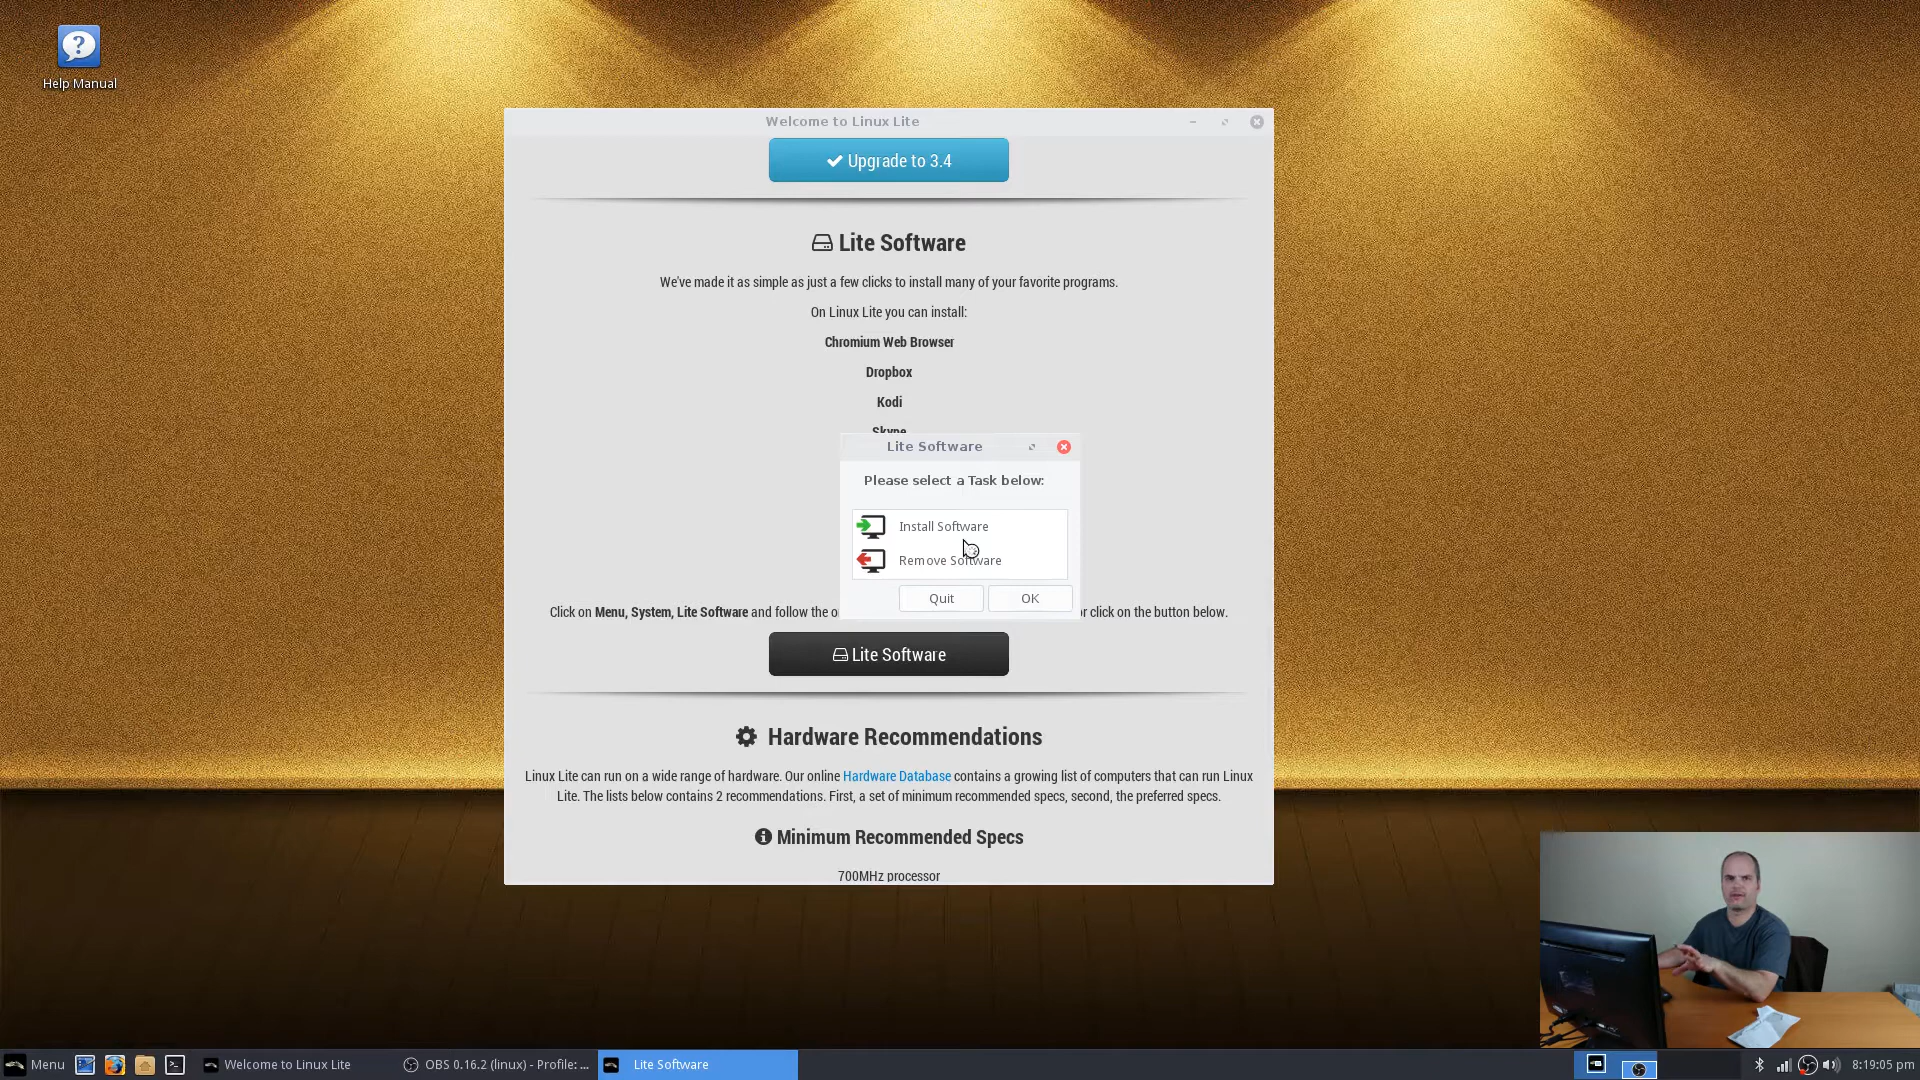 Help Manual
Welcome to Linux Lite
Upgrade to 3.4
Lite Software
We've made it as simple as just a few clicks to install many of your favorite programs.
On Linux Lite you can install:
Chromium Web Browser
Dropbox
Kodi
Skype
Lite Software
Please select a Task below:
Install Software
Remove Software
Quit
OK
Click on Menu, System, Lite Software and follow the o
r click on the button below.
Lite Software
Hardware Recommendations
Linux Lite can run on a wide range of hardware. Our online Hardware Database contains a growing list of computers that can run Linux
Lite. The lists below contains 2 recommendations. First, a set of minimum recommended specs, second, the preferred specs.
Minimum Recommended Specs
700MHz processor
Menu
Welcome to Linux Lite
OBS 0.16.2 (linux) - Profile: ...
Lite Software
8:19:05 pm